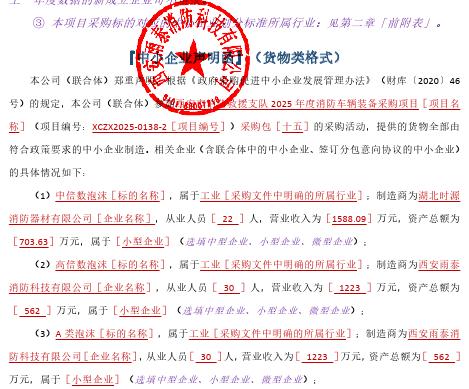 ③ 本项目采购标的对应的中小企业划分标准所属行业：见第二章「前附表」。
『中小企业声明函』（货物类格式）
本公司（联合体）郑重声明，根据《政府采购促进中小企业发展管理办法》（财库〔2020〕46
号）的规定，本公司（联合体）参加 救援支队 2025 年度消防车辆装备采购项目［项目名
称］（项目编号：XCZX2025-0138-2［项目编号］）采购包［十五］的采购活动，提供的货物全部由
符合政策要求的中小企业制造。相关企业（含联合体中的中小企业、签订分包意向协议的中小企业）
的具体情况如下：
（1）中倍数泡沫［标的名称］，属于工业［采购文件中明确的所属行业］；制造商为湖北时源
消防器材有限公司［企业名称］，从业人员［ 22 ］人，营业收入为［1588.09］万元，资产总额为
［703.63］万元，属于［小型企业］（选填中型企业、小型企业、微型企业）；
（2）高倍数泡沫［标的名称］，属于工业［采购文件中明确的所属行业］；制造商为西安雨泰
消防科技有限公司［企业名称］，从业人员［ 30 ］人，营业收入为［ 1223 ］万元，资产总额为
［ 562 ］万元，属于［小型企业］（选填中型企业、小型企业、微型企业）；
（3）A 类泡沫［标的名称］，属于工业［采购文件中明确的所属行业］；制造商为西安雨泰消
防科技有限公司［企业名称］，从业人员［ 30 ］人，营业收入为［ 1223 ］万元，资产总额为［ 562 ］
万元，属于［小型企业］（选填中型企业、小型企业、微型企业）；
西安雨泰消防科技有限公司